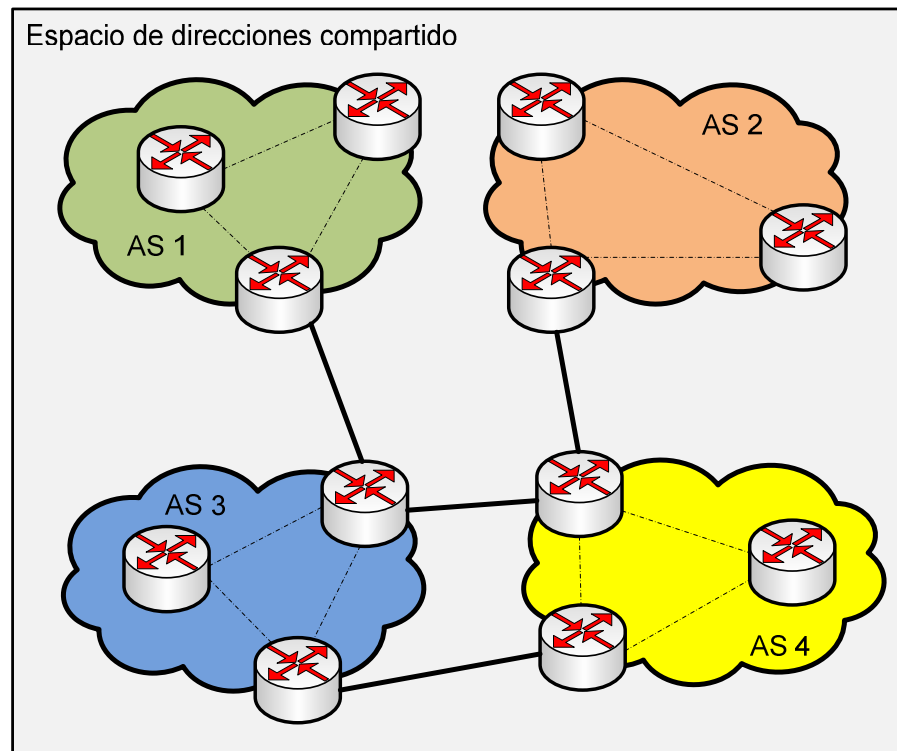 Espacio de direcciones compartido
AS 2
AS 1
AS 3
AS 4